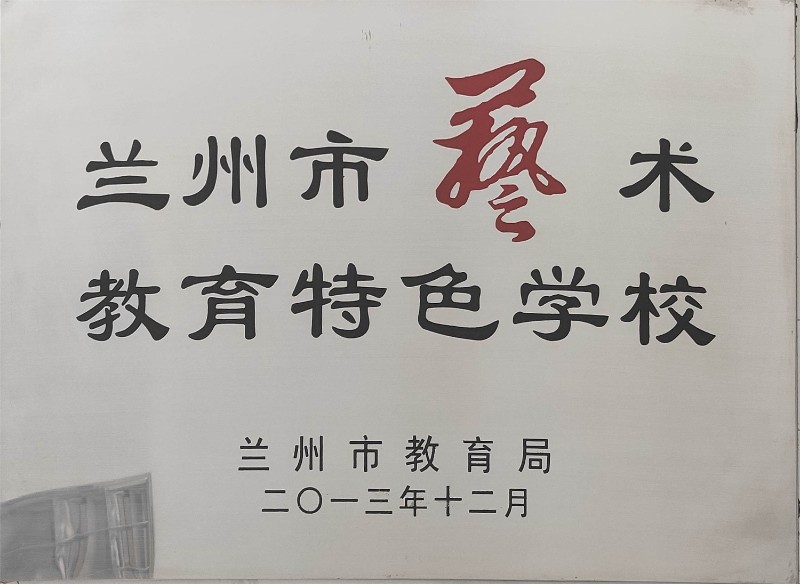 兰州市藝术
教育特色学校
兰州市教育局
二〇一三年十二月